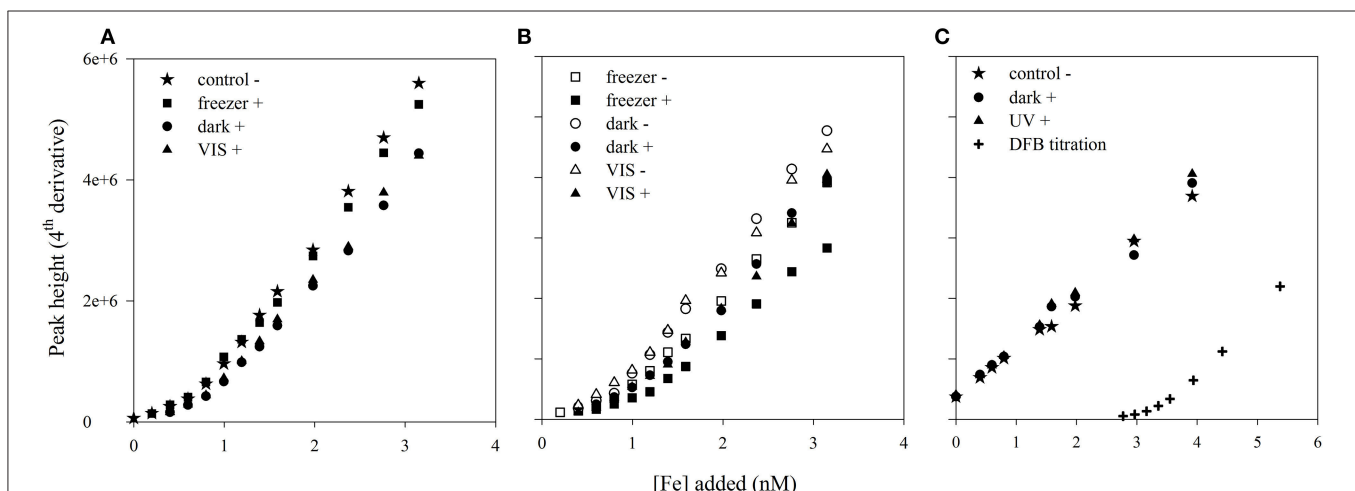 A
B
C
Peak height (4th derivative)
6e+6
4e+6
2e+6
0
control -
freezer +
dark +
VIS +
0 1 2 3 4
freezer -
freezer +
dark -
dark +
VIS -
VIS +
0 1 2 3 4
control -
dark +
UV +
DFB titration
0 1 2 3 4 5 6
[Fe] added (nM)